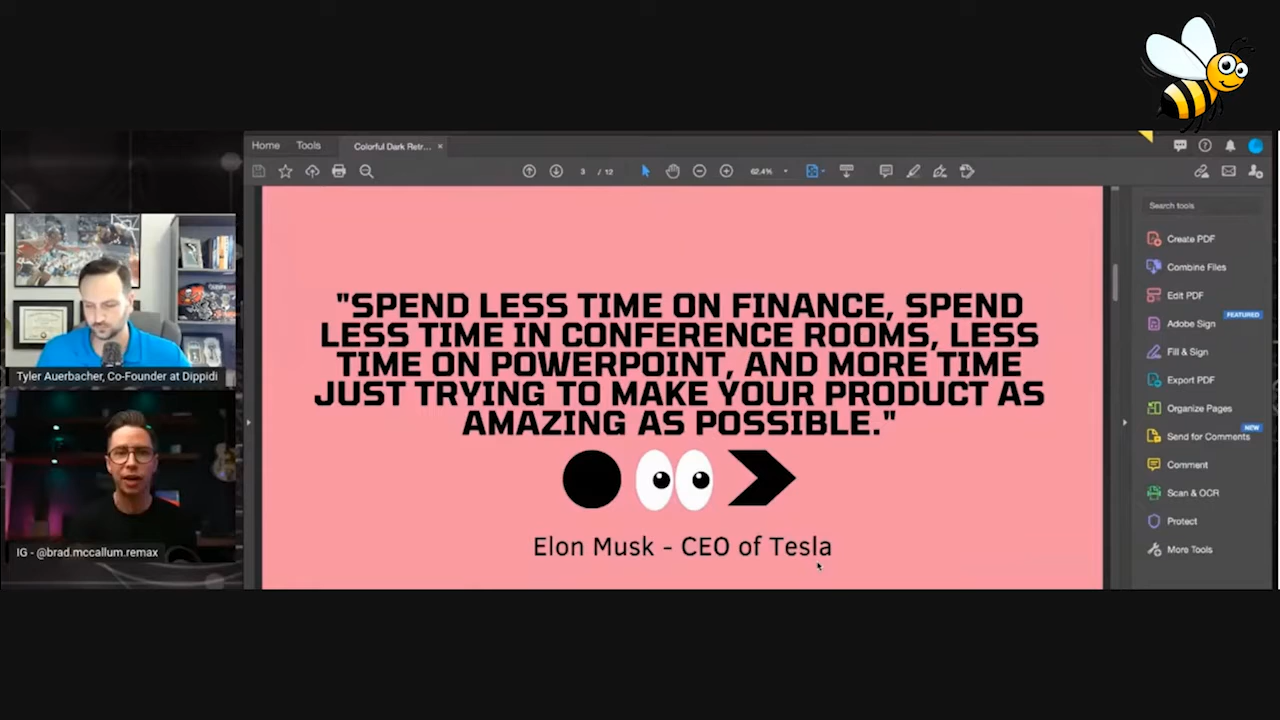 Home Tools Colorful Dark Retr... ×
3 / 12 62.4%
"SPEND LESS TIME ON FINANCE, SPEND
LESS TIME IN CONFERENCE ROOMS, LESS
TIME ON POWERPOINT, AND MORE TIME
JUST TRYING TO MAKE YOUR PRODUCT AS
AMAZING AS POSSIBLE."
Elon Musk - CEO of Tesla
Tyler Auerbacher, Co-Founder at Dippidi
IG - @brad.mccallum.remax
Search tools
Create PDF
Combine Files
Edit PDF
FEATURED
Adobe Sign
Fill & Sign
Export PDF
Organize Pages
NEW
Send for Comments
Comment
Scan & OCR
Protect
More Tools